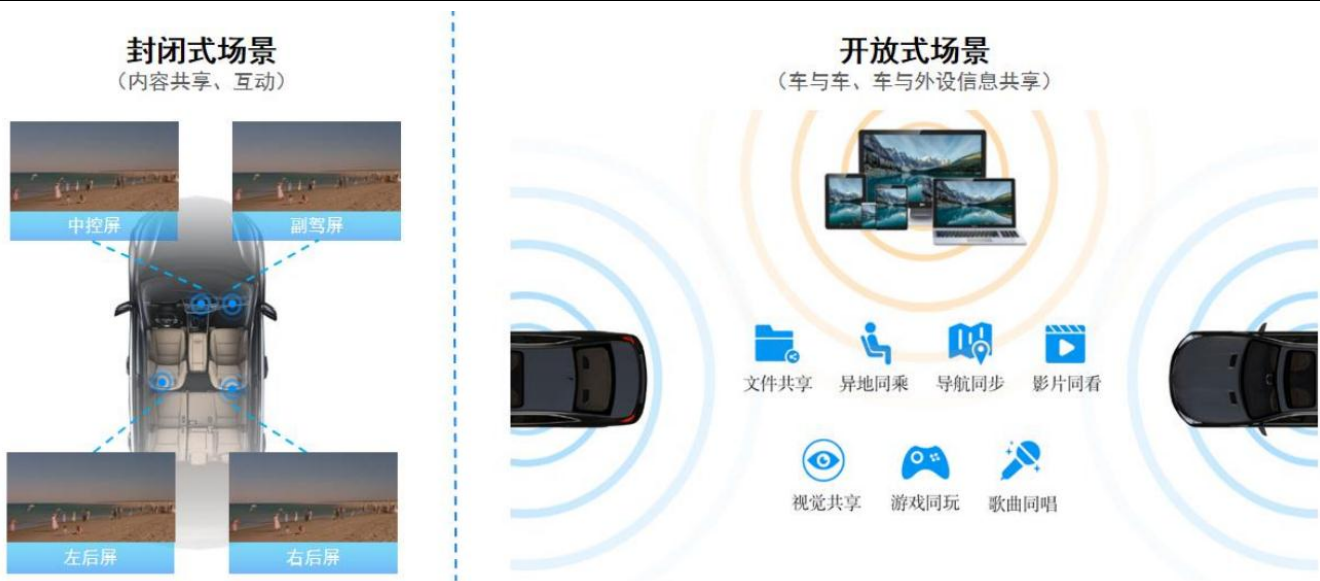 封闭式场景
（内容共享、互动）
中控屏
副驾屏
左后屏
右后屏
开放式场景
（车与车、车与外设信息共享）
文件共享
异地同乘
导航同步
影片同看
视觉共享
游戏同玩
歌曲同唱